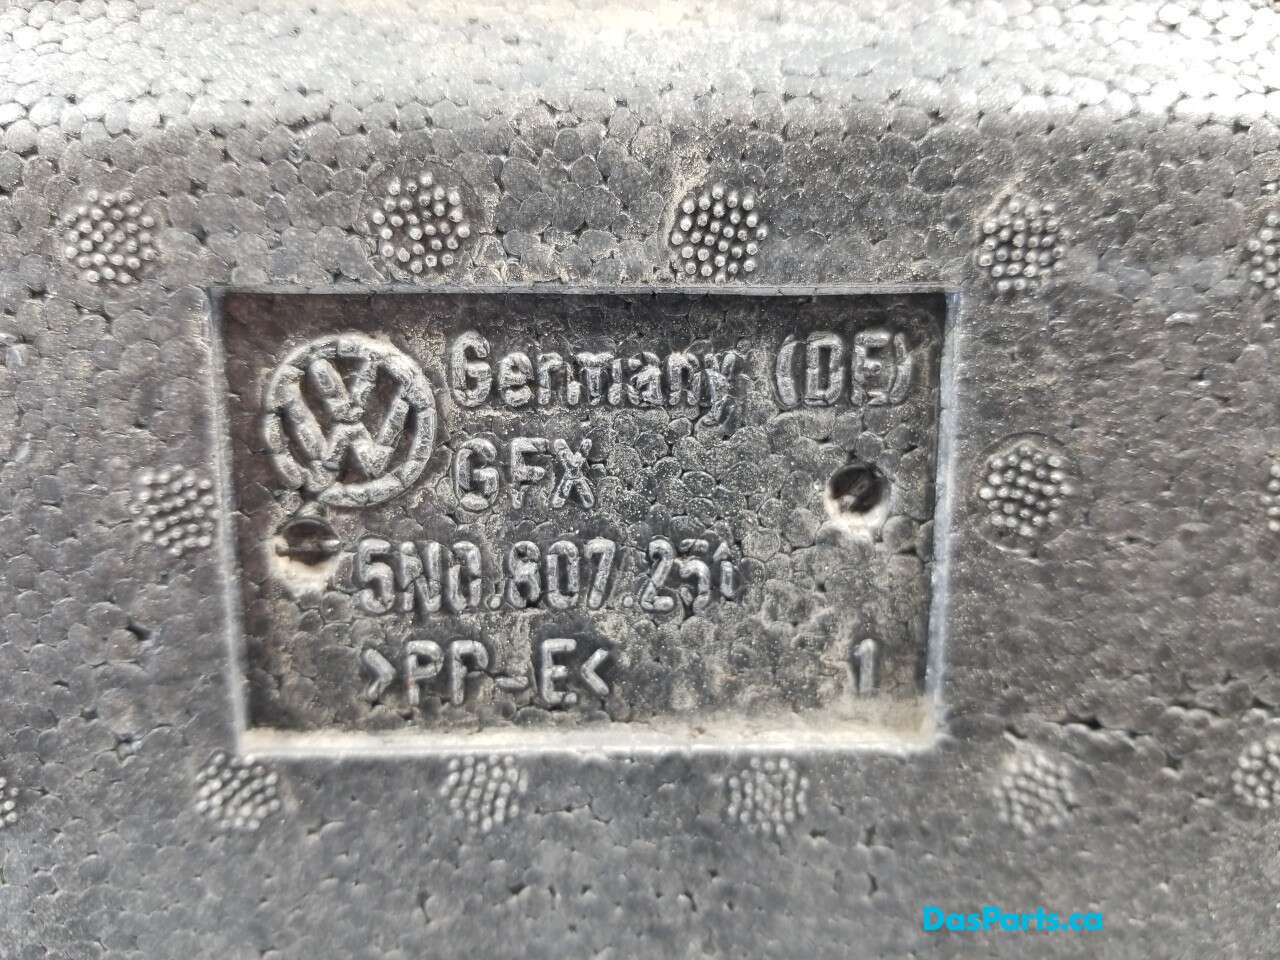 Germany (DE)
GFX
5N0.807.251
>PP-E<
1
DasParts.ca